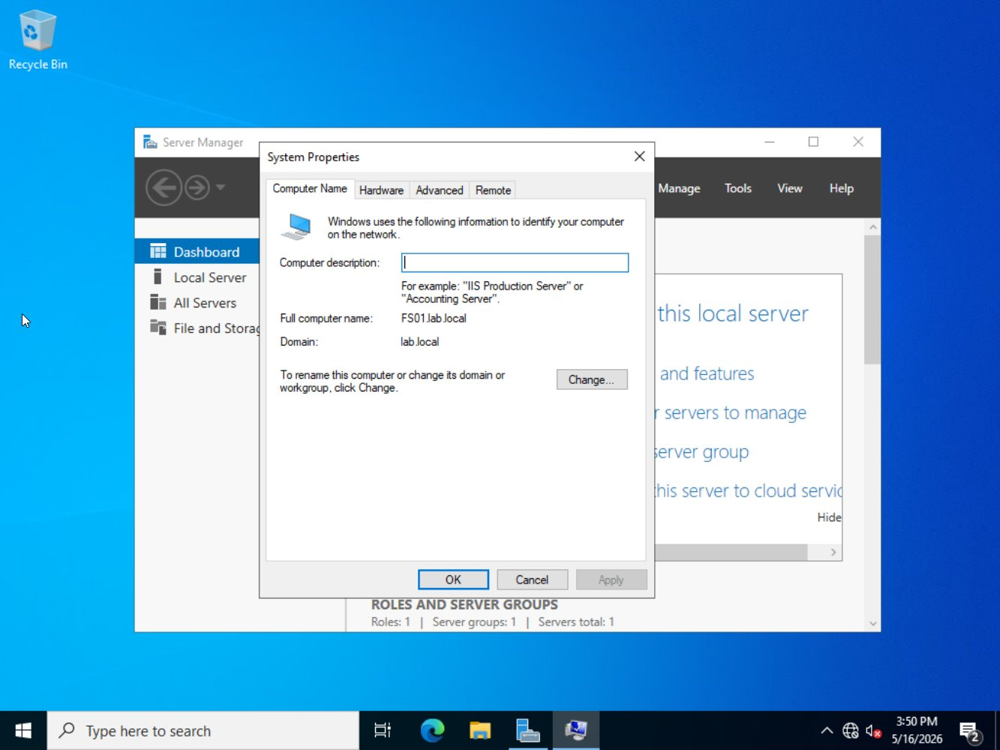 Recycle Bin
Server Manager
System Properties
Computer Name
Hardware
Advanced
Remote
Manage
Tools
View
Help
Windows uses the following information to identify your computer
on the network.
Dashboard
Local Server
All Servers
File and Storag
Computer description:
For example: "IIS Production Server" or
"Accounting Server".
Full computer name:
FS01.lab.local
Domain:
lab.local
To rename this computer or change its domain or
workgroup, click Change.
Change...
this local server
and features
r servers to manage
server group
this server to cloud servic
Hide
OK
Cancel
Apply
ROLES AND SERVER GROUPS
Roles: 1 | Server groups: 1 | Servers total: 1
Type here to search
3:50 PM
5/16/2026
2